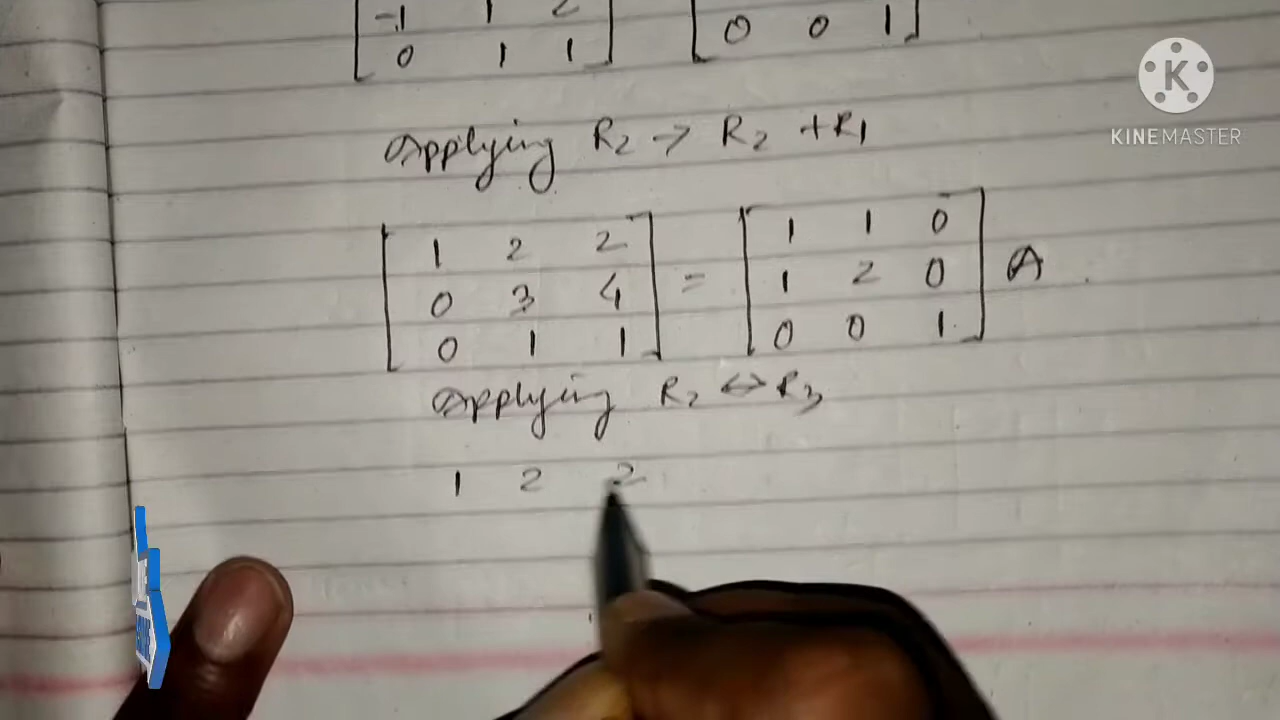 -1 1 2
0 1 1 0 0 1
Applying R2 → R2 + R1
1 2 2 1 1 0
0 3 4 = 1 2 0 A
0 1 1 0 0 1
Applying R2 ↔ R3
1 2 2
K
KINEMASTER